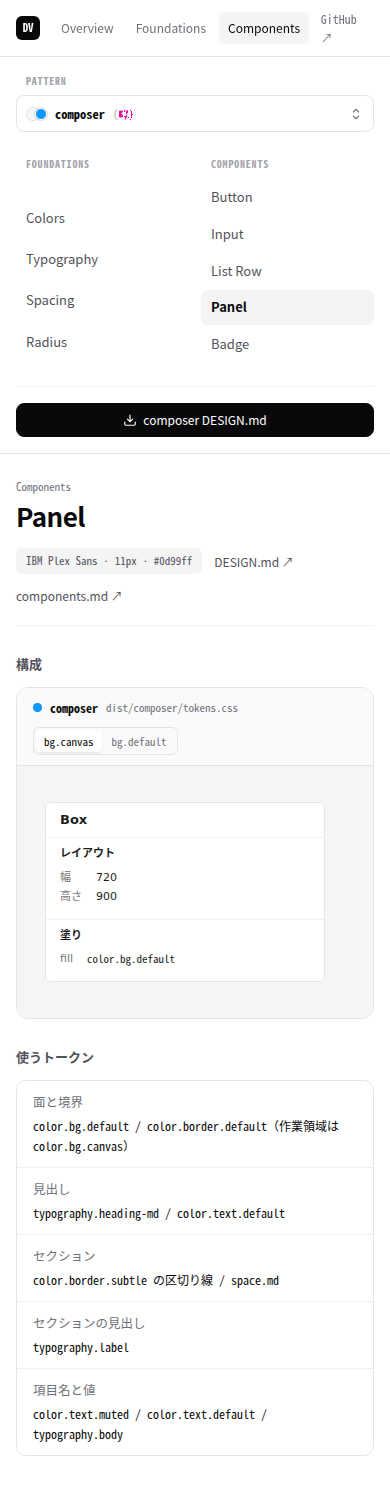 DV Overview Foundations Components GitHub ↗
PATTERN
composer
FOUNDATIONS
Colors
Typography
Spacing
Radius
COMPONENTS
Button
Input
List Row
Panel
Badge
composer DESIGN.md
Components
Panel
IBM Plex Sans · 11px · #0d99ff DESIGN.md ↗
components.md ↗
構成
composer dist/composer/tokens.css
bg.canvas bg.default
Box
レイアウト
幅 720
高さ 900
塗り
fill color.bg.default
使うトークン
面と境界
color.bg.default / color.border.default（作業領域は
color.bg.canvas）
見出し
typography.heading-md / color.text.default
セクション
color.border.subtle の区切り線 / space.md
セクションの見出し
typography.label
項目名と値
color.text.muted / color.text.default /
typography.body